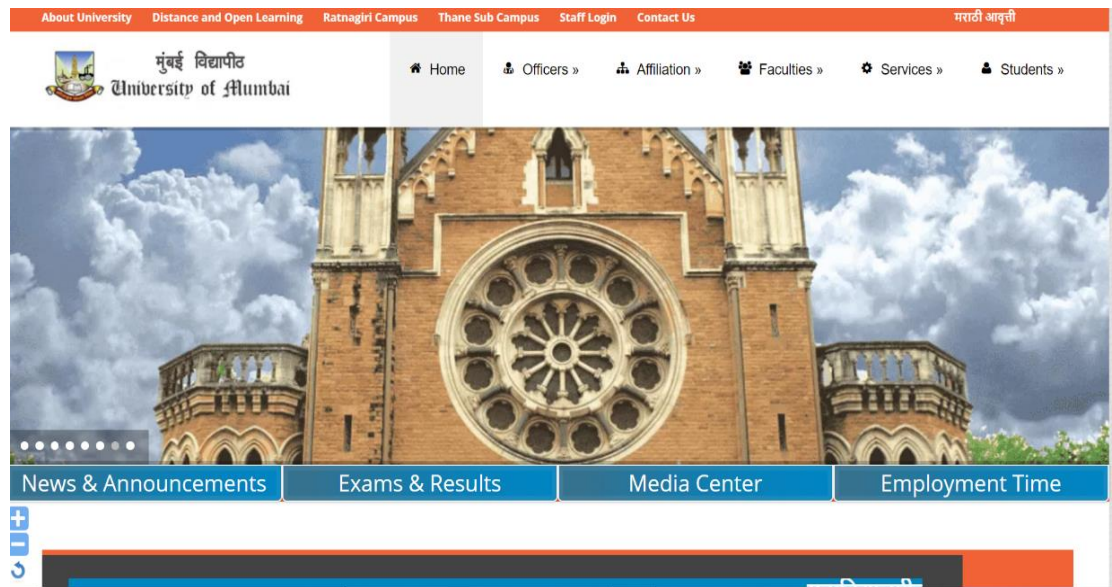 About University Distance and Open Learning Ratnagiri Campus Thane Sub Campus Staff Login Contact Us मराठी आवृत्ती
मुंबई विद्यापीठ
University of Mumbai
Home Officers » Affiliation » Faculties » Services » Students »
News & Announcements Exams & Results Media Center Employment Time